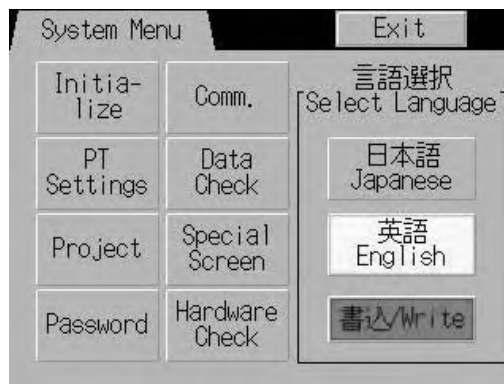 System Menu
Exit
Initia-
lize
Comm.
PT
Settings
Data
Check
Project
Special
Screen
Password
Hardware
Check
言語選択
Select Language
日本語
Japanese
英語
English
書込/Write